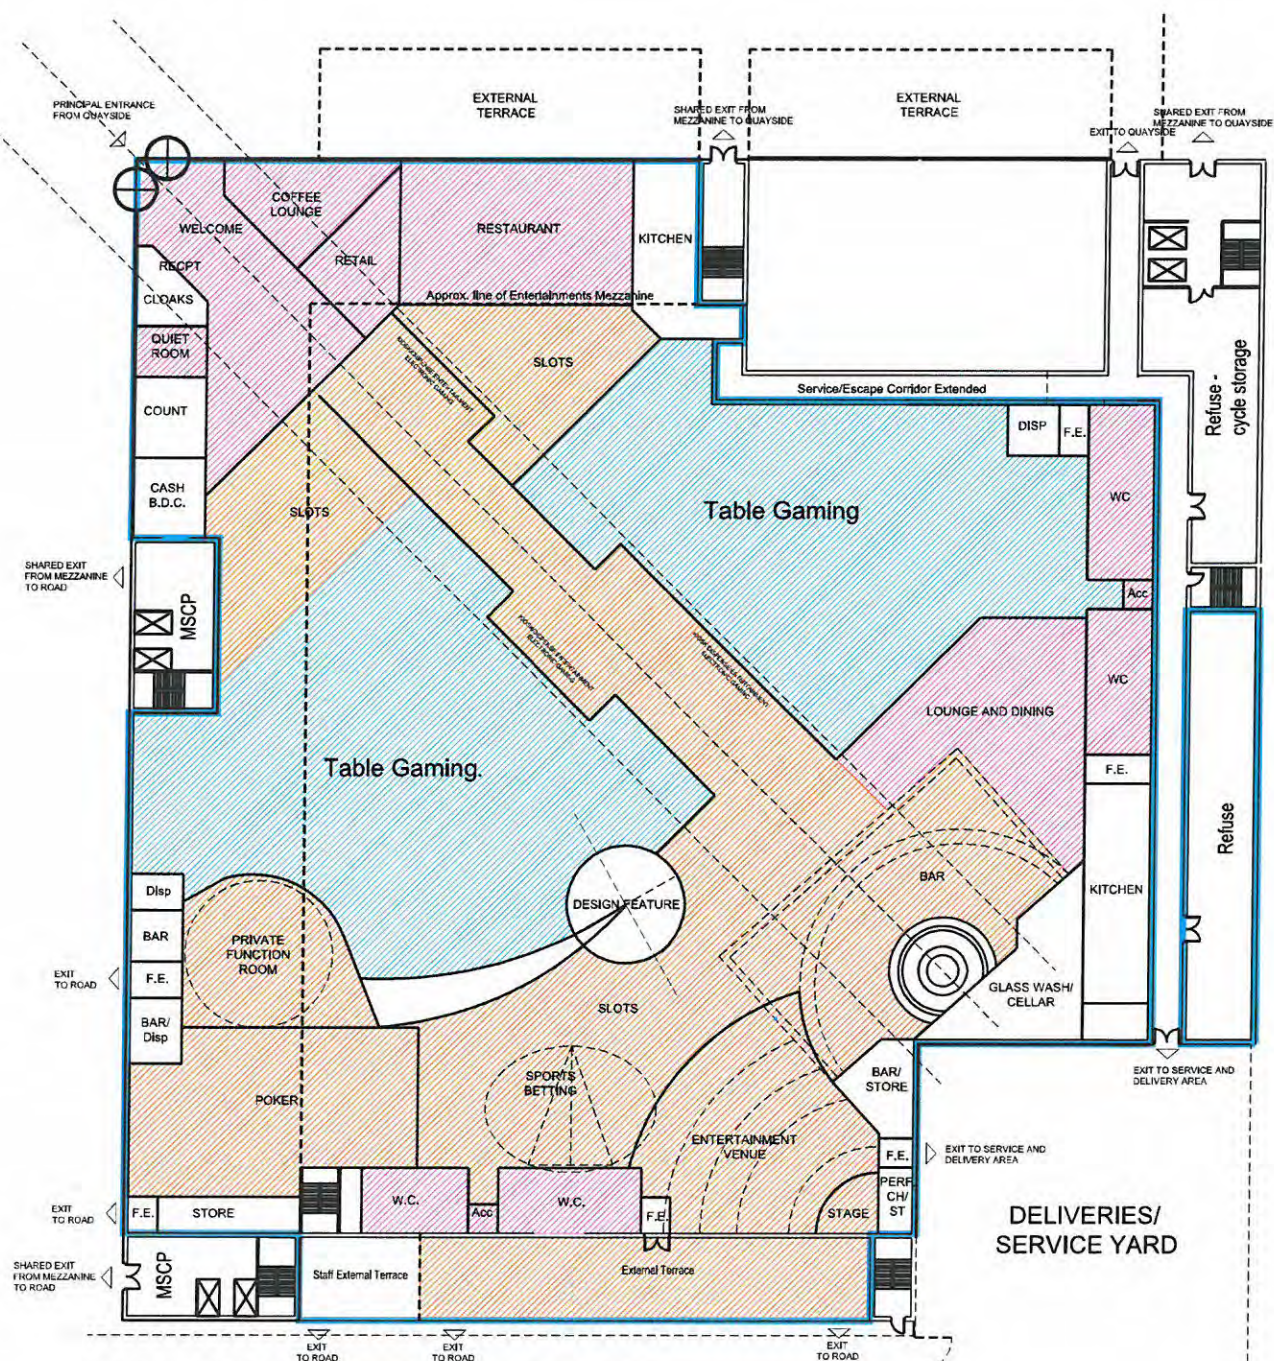 EXTERNAL
TERRACE
EXTERNAL
TERRACE
PRINCIPAL ENTRANCE
FROM QUAYSIDE
SHARED EXIT FROM
MEZZANINE TO QUAYSIDE
EXIT TO QUAYSIDE
SHARED EXIT FROM
MEZZANINE TO QUAYSIDE
COFFEE
LOUNGE
WELCOME
RESTAURANT
KITCHEN
RETAIL
RECPT
CLOAKS
Approx. line of Entertainments Mezzanine
QUIET
ROOM
SLOTS
Service/Escape Corridor Extended
Refuse -
cycle storage
COUNT
DISP
F.E.
CASH
B.D.C.
SLOTS
Table Gaming
WC
SHARED EXIT
FROM MEZZANINE
TO ROAD
MSCP
Acc
WC
LOUNGE AND DINING
Table Gaming.
F.E.
Refuse
DISP
BAR
KITCHEN
DESIGN FEATURE
BAR
PRIVATE
FUNCTION
ROOM
EXIT
TO ROAD
F.E.
GLASS WASH/
CELLAR
SLOTS
BAR/
Disp
EXIT TO SERVICE AND
DELIVERY AREA
SPORTS
BETTING
BAR/
STORE
POKER
ENTERTAINMENT
VENUE
F.E.
EXIT TO SERVICE AND
DELIVERY AREA
PERF
CH/
ST
W.C.
W.C.
EXIT
TO ROAD
F.E.
STORE
Acc
F.E.
STAGE
DELIVERIES/
SERVICE YARD
SHARED EXIT
FROM MEZZANINE
TO ROAD
MSCP
Staff External Terrace
External Terrace
EXIT
TO ROAD
EXIT
TO ROAD
EXIT
TO ROAD